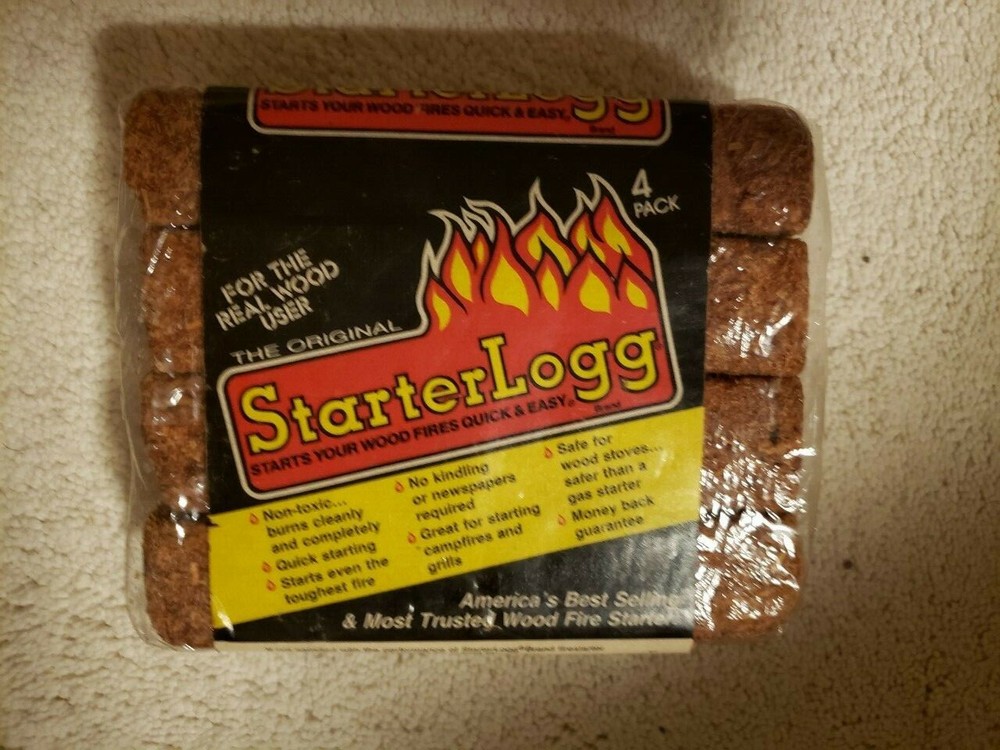 StarterLogg
STARTS YOUR WOOD FIRES QUICK & EASY
Brand
4
PACK
FOR THE
REAL WOOD
USER
THE ORIGINAL
StarterLogg
STARTS YOUR WOOD FIRES QUICK & EASY
Brand
Non-toxic...
burns cleanly
and completely
Quick starting
Starts even the
toughest fire
No kindling
or newspapers
required
Great for starting
campfires and
grills
Safe for
wood stoves...
safer than a
gas starter
Money back
guarantee
America's Best
& Most Trusted Wood Fire